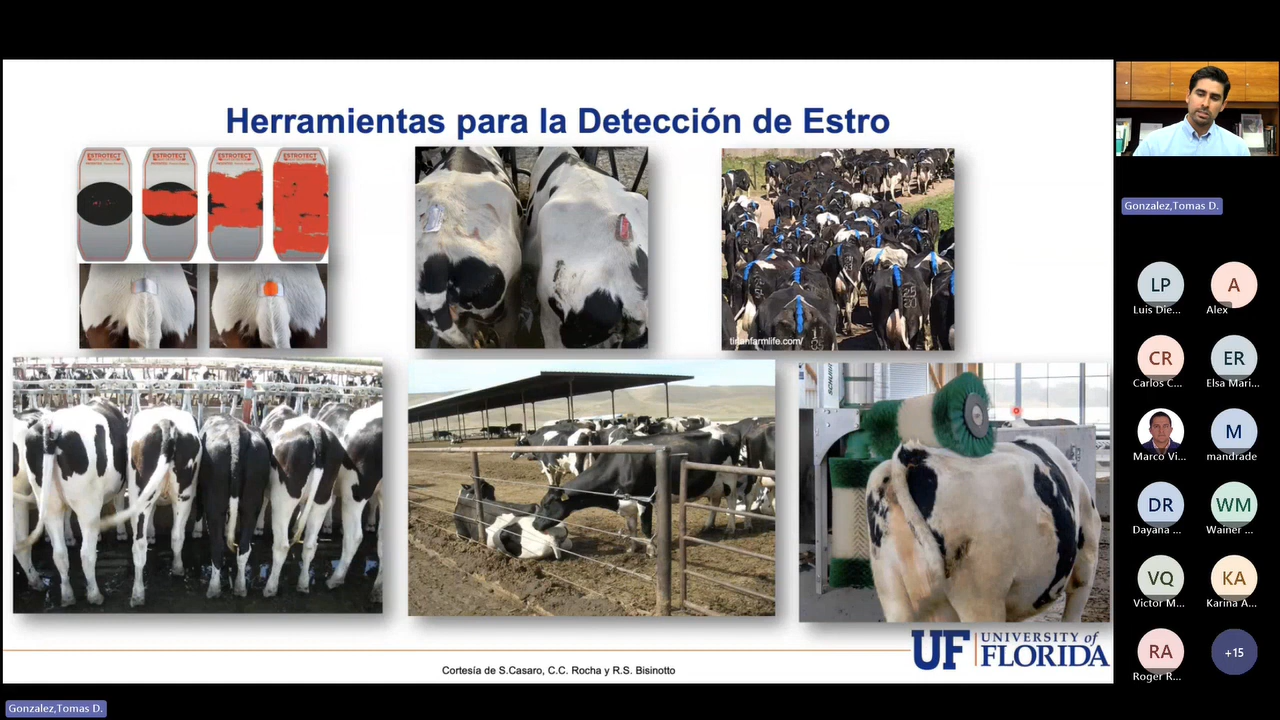 Herramientas para la Detección de Estro
ESTROTECT
ESTROTECT
ESTROTECT
ESTROTECT
Cortesía de S.Casaro, C.C. Rocha y R.S. Bisinotto
UF UNIVERSITY of
FLORIDA
Gonzalez,Tomas D.
LP
Luis Die...
A
Alex
CR
Carlos C...
ER
Elsa Mari...
Marco Vi...
M
mandrade
DR
Dayana ...
WM
Wainer ...
VQ
Victor M...
KA
Karina A...
RA
Roger R...
+15
Gonzalez,Tomas D.